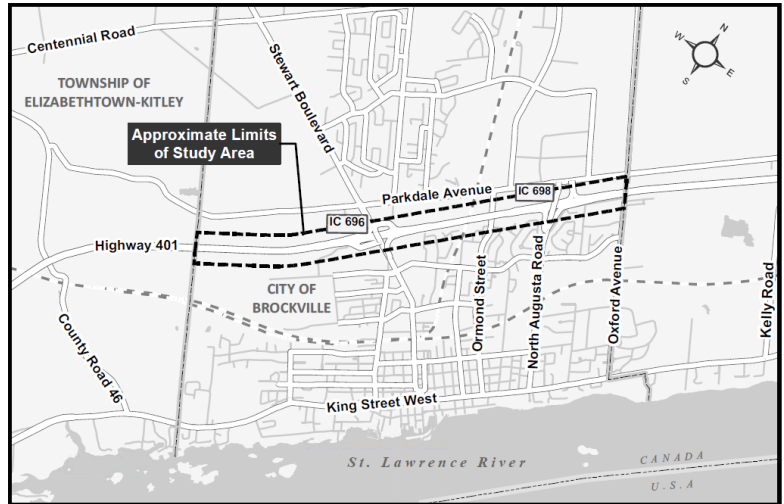 Centennial Road
TOWNSHIP OF
ELIZABETHTOWN-KITLEY
Stewart Boulevard
N
W
E
S
Approximate Limits
of Study Area
Parkdale Avenue
IC 698
IC 696
Highway 401
CITY OF
BROCKVILLE
Ormond Street
North Augusta Road
Oxford Avenue
Kelly Road
County Road 46
King Street West
St. Lawrence River
CANADA
U.S.A